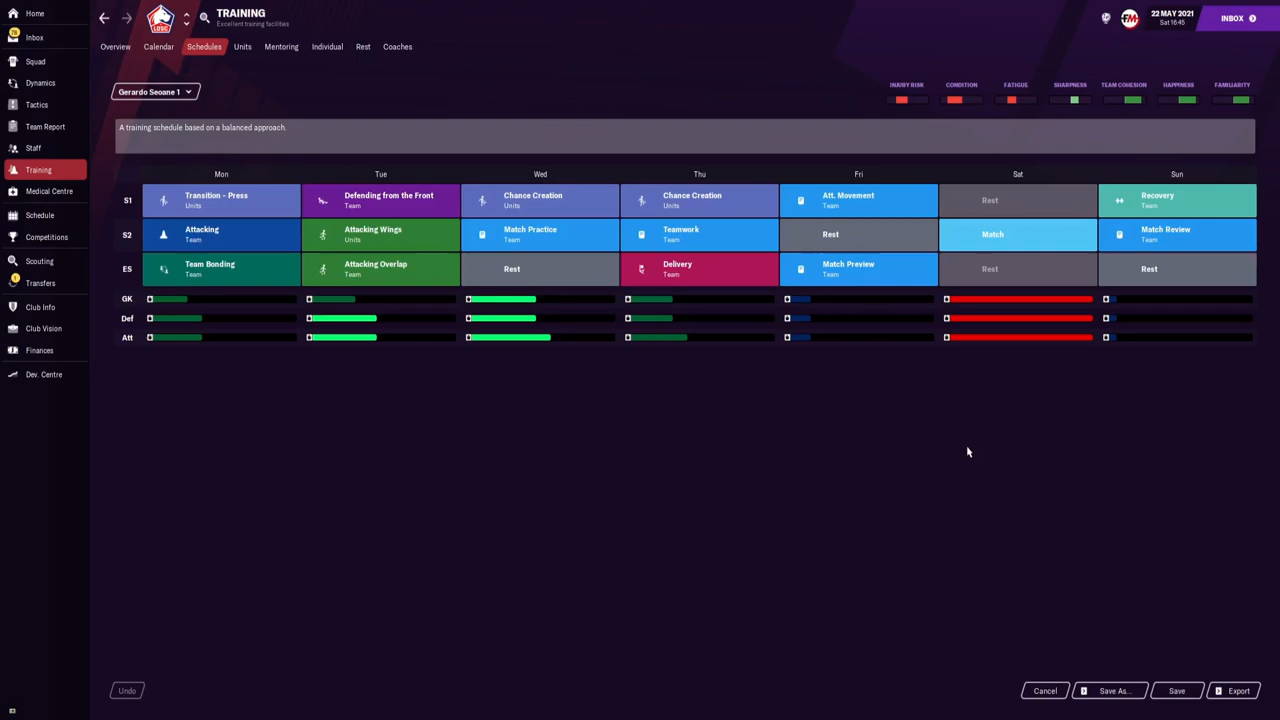 Home
Inbox
78
Squad
Dynamics
Tactics
Team Report
Staff
Training
Medical Centre
Schedule
Competitions
Scouting
Transfers
1
Club Info
Club Vision
Finances
Dev. Centre
LOSC
TRAINING
Excellent training facilities
FM
22 MAY 2021
Sat 16:45
INBOX
Overview
Calendar
Schedules
Units
Mentoring
Individual
Rest
Coaches
Gerardo Seoane 1
INJURY RISK
CONDITION
FATIGUE
SHARPNESS
TEAM COHESION
HAPPINESS
FAMILIARITY
A training schedule based on a balanced approach.
Mon Tue Wed Thu Fri Sat Sun
S1
Transition - Press
Units
Defending from the Front
Team
Chance Creation
Units
Chance Creation
Units
Att. Movement
Team
Rest
Recovery
Team
S2
Attacking
Team
Attacking Wings
Units
Match Practice
Team
Teamwork
Team
Rest
Match
Match Review
Team
ES
Team Bonding
Team
Attacking Overlap
Team
Rest
Delivery
Team
Match Preview
Team
Rest
Rest
GK
Def
Att
Undo
Cancel
Save As...
Save
Export